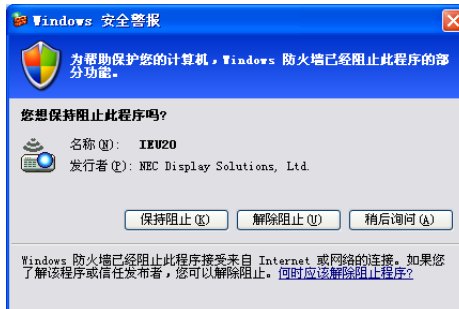 Windows 安全警报
为帮助保护您的计算机，Windows 防火墙已经阻止此程序的部
分功能。
您想保持阻止此程序吗?
名称(N): IEU20
发行者(P): NEC Display Solutions, Ltd.
保持阻止(K) 解除阻止(U) 稍后询问(A)
Windows 防火墙已经阻止此程序接受来自 Internet 或网络的连接。如果您
了解该程序或信任发布者，您可以解除阻止。何时应该解除阻止程序?